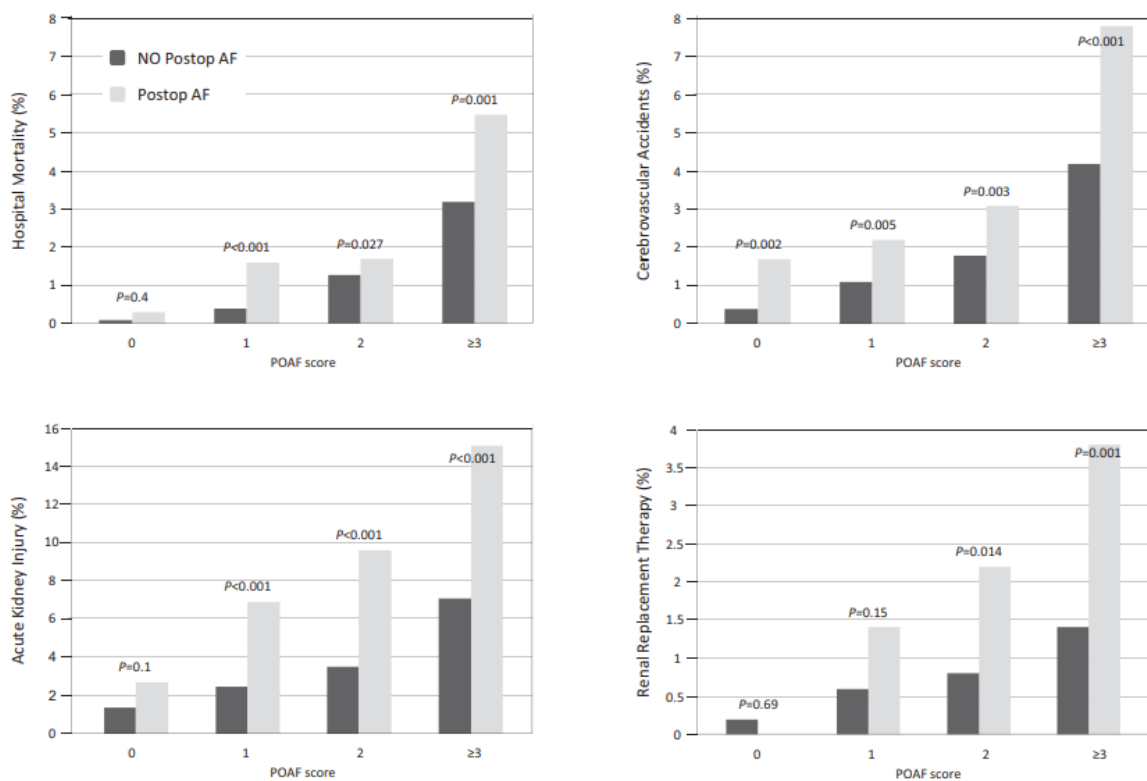 Hospital Mortality (%)
8
7
6
5
4
3
2
1
0
NO Postop AF
Postop AF
P=0.4
P<0.001
P=0.027
P=0.001
0
1
2
≥3
POAF score
Cerebrovascular Accidents (%)
8
7
6
5
4
3
2
1
0
P=0.002
P=0.005
P=0.003
P<0.001
0
1
2
≥3
POAF score
Acute Kidney Injury (%)
16
14
12
10
8
6
4
2
0
P=0.1
P<0.001
P<0.001
P<0.001
0
1
2
≥3
POAF score
Renal Replacement Therapy (%)
4
3.5
3
2.5
2
1.5
1
0.5
0
P=0.69
P=0.15
P=0.014
P=0.001
0
1
2
≥3
POAF score